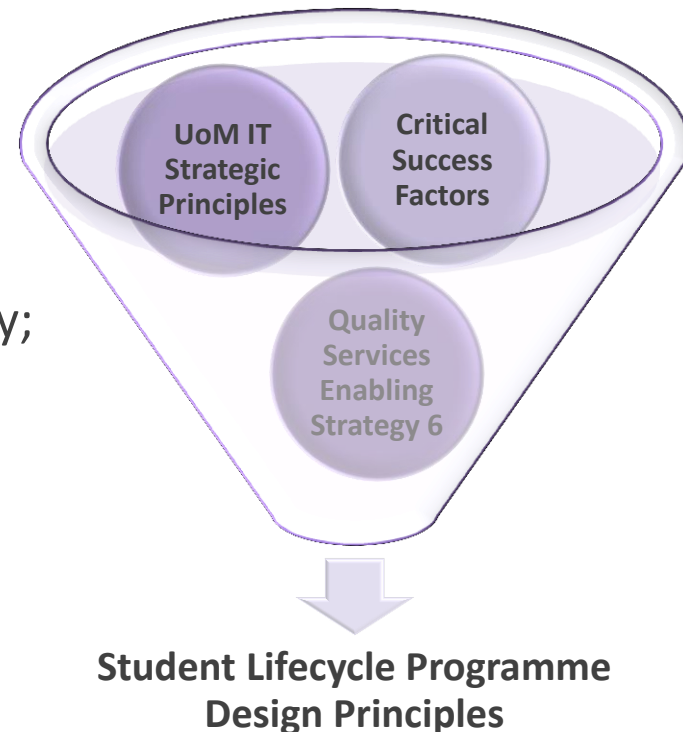 UoM IT
Strategic
Principles
Critical
Success
Factors
y;
Quality
Services
Enabling
Strategy 6
Student Lifecycle Programme
Design Principles